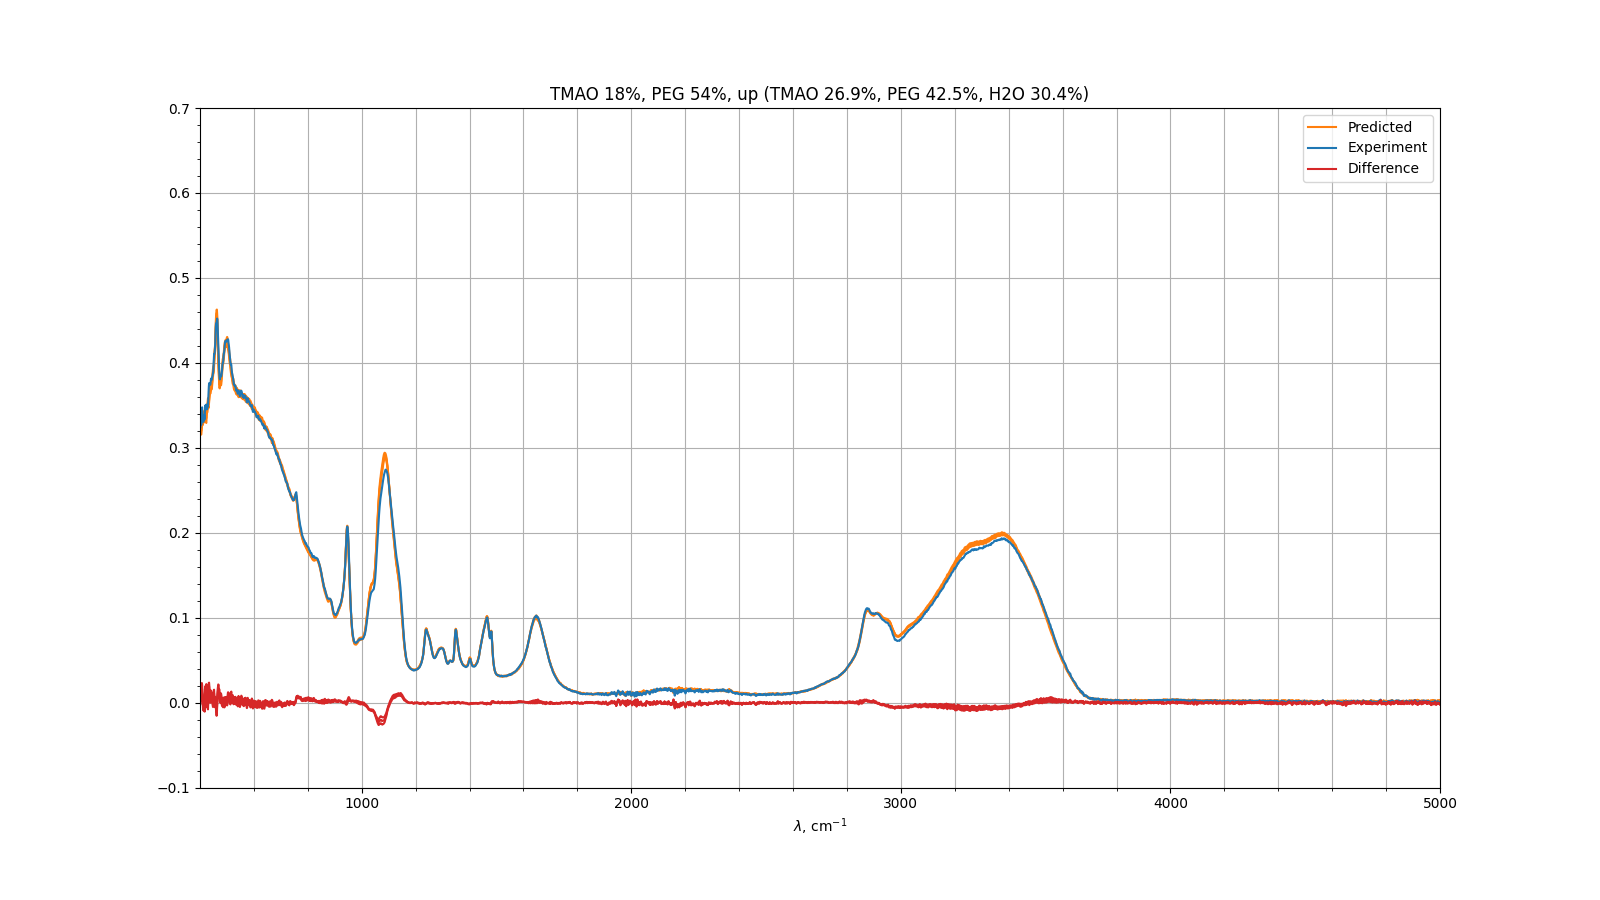 TMAO 18%, PEG 54%, up (TMAO 26.9%, PEG 42.5%, H2O 30.4%)
0.7
0.6
0.5
0.4
0.3
0.2
0.1
0.0
−0.1
Predicted
Experiment
Difference
1000 2000 3000 4000 5000
λ, cm⁻¹